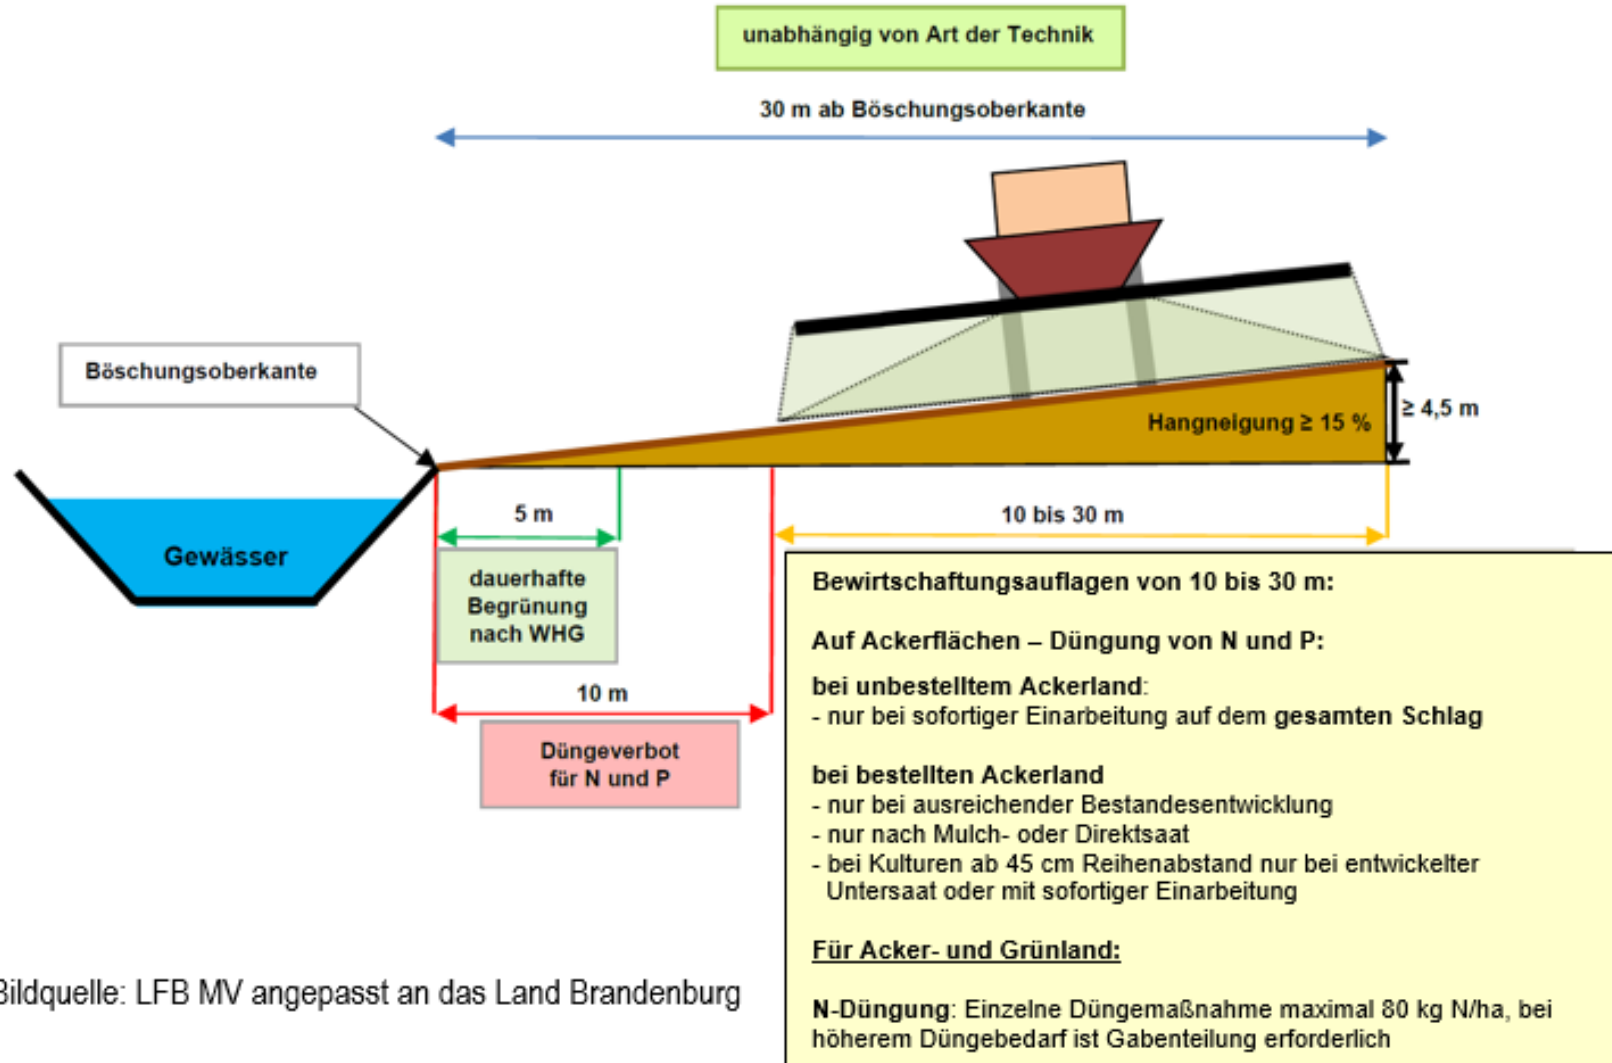 unabhängig von Art der Technik
30 m ab Böschungsoberkante
Böschungsoberkante
≥ 4,5 m
Hangneigung ≥ 15 %
Gewässer
5 m
10 bis 30 m
dauerhafte
Begrünung
nach WHG
10 m
Düngeverbot
für N und P
Bewirtschaftungsauflagen von 10 bis 30 m:
Auf Ackerflächen – Düngung von N und P:
bei unbestelltem Ackerland:
- nur bei sofortiger Einarbeitung auf dem gesamten Schlag
bei bestellten Ackerland
- nur bei ausreichender Bestandesentwicklung
- nur nach Mulch- oder Direktsaat
- bei Kulturen ab 45 cm Reihenabstand nur bei entwickelter
Untersaat oder mit sofortiger Einarbeitung
Für Acker- und Grünland:
N-Düngung: Einzelne Düngemaßnahme maximal 80 kg N/ha, bei
höherem Düngebedarf ist Gabenteilung erforderlich
Bildquelle: LFB MV angepasst an das Land Brandenburg